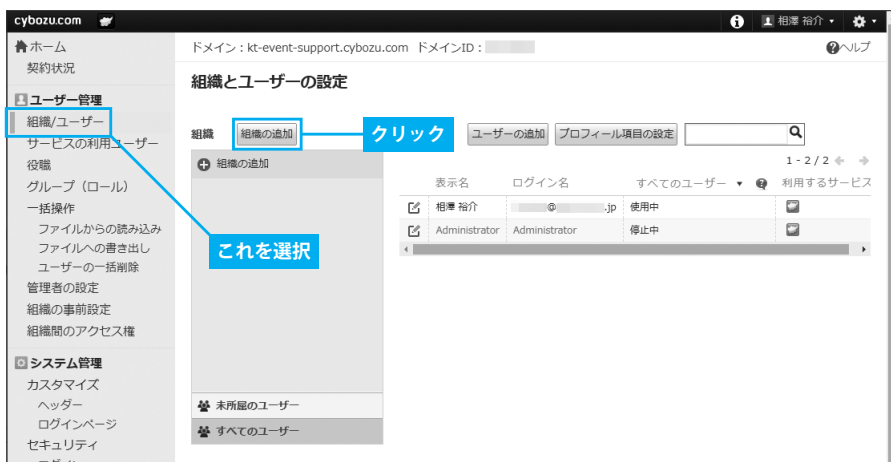 cybozu.com
相澤 裕介
ホーム
契約状況
ユーザー管理
組織/ユーザー
サービスの利用ユーザー
役職
グループ（ロール）
一括操作
ファイルからの読み込み
ファイルへの書き出し
ユーザーの一括削除
管理者の設定
組織の事前設定
組織間のアクセス権
システム管理
カスタマイズ
ヘッダー
ログインページ
セキュリティ
ドメイン：kt-event-support.cybozu.com ドメインID：
ヘルプ
組織とユーザーの設定
組織 組織の追加 クリック ユーザーの追加 プロフィール項目の設定
組織の追加
1 - 2 / 2
表示名 ログイン名 すべてのユーザー 利用するサービス
相澤 裕介 @ .jp 使用中
Administrator Administrator 停止中
これを選択
未所属のユーザー
すべてのユーザー